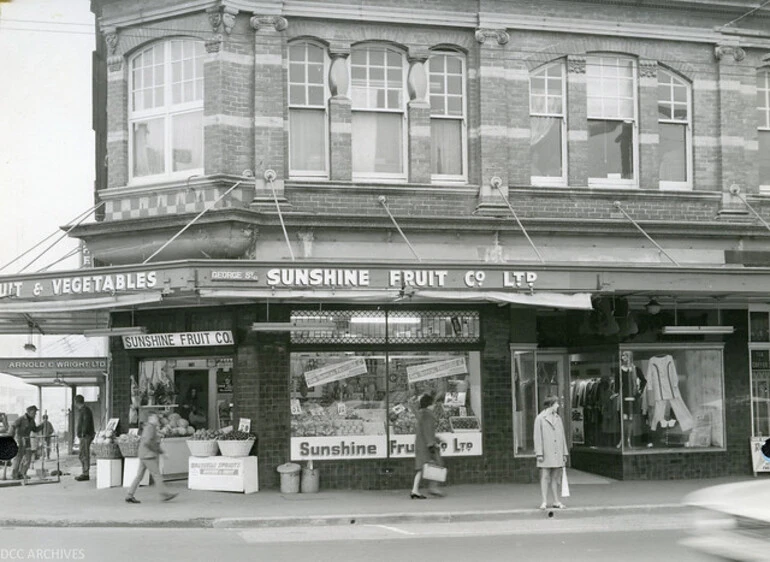 UIT & VEGETABLES
GEORGE ST.
SUNSHINE FRUIT Cº LTD
SUNSHINE FRUIT CO.
ARNOLD & WRIGHT LTD
Sunshine Fruit Co Ltd
DCC ARCHIVES